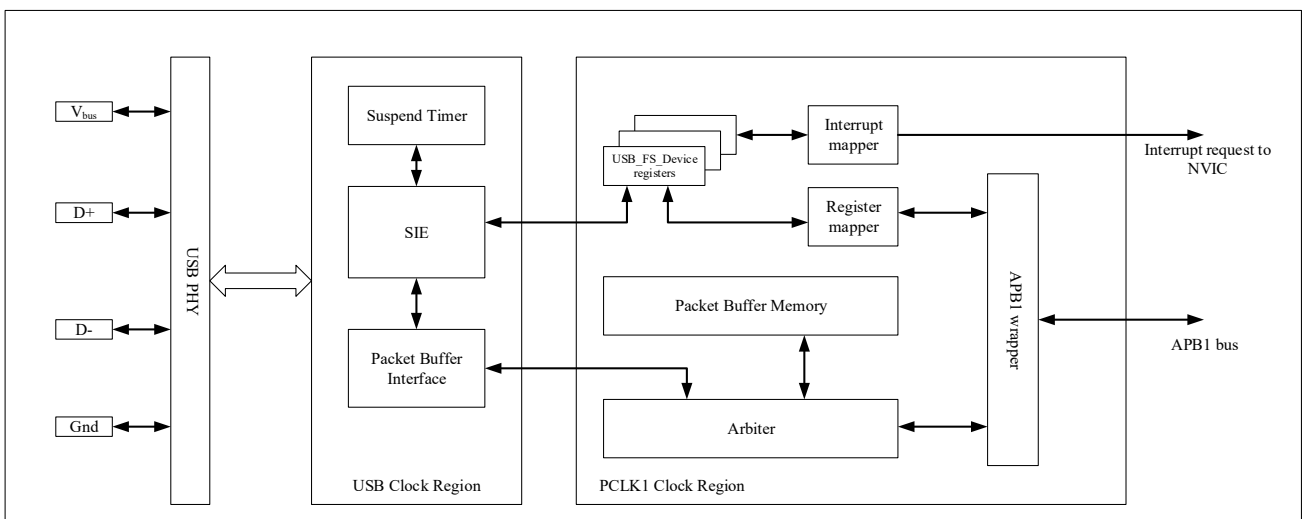 V_bus
D+
D-
Gnd
USB PHY
Suspend Timer
SIE
Packet Buffer
Interface
USB Clock Region
USB_FS_Device
registers
Interrupt
mapper
Register
mapper
Packet Buffer Memory
Arbiter
APB1 wrapper
PCLK1 Clock Region
Interrupt request to
NVIC
APB1 bus